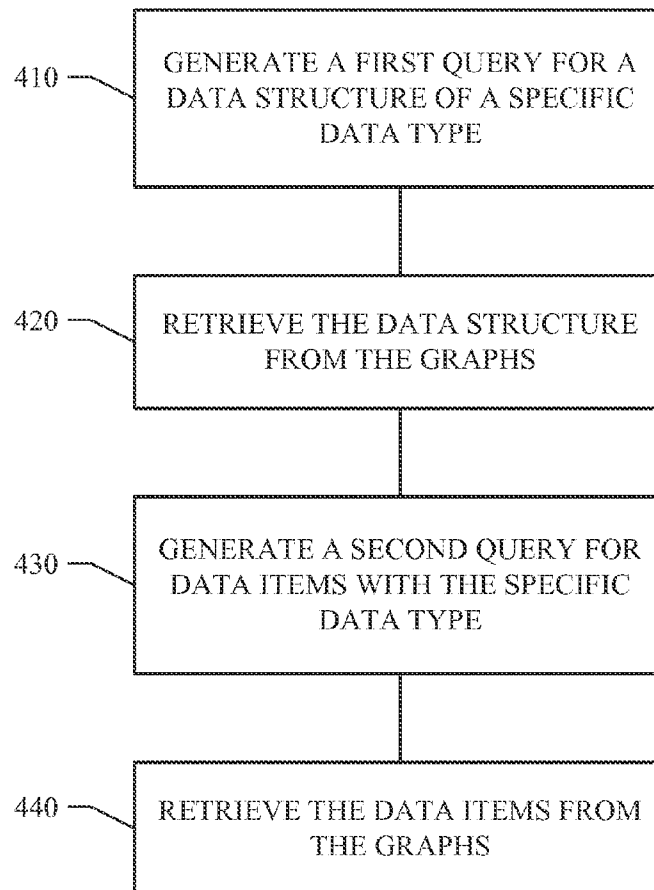 410
GENERATE A FIRST QUERY FOR A
DATA STRUCTURE OF A SPECIFIC
DATA TYPE
420
RETRIEVE THE DATA STRUCTURE
FROM THE GRAPHS
430
GENERATE A SECOND QUERY FOR
DATA ITEMS WITH THE SPECIFIC
DATA TYPE
440
RETRIEVE THE DATA ITEMS FROM
THE GRAPHS